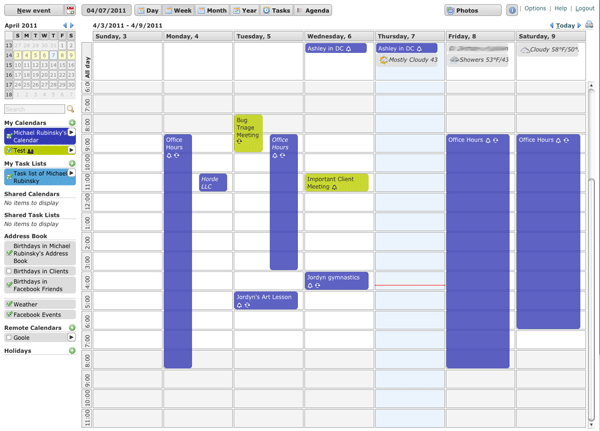 New event
04/07/2011
Day
Week
Month
Year
Tasks
Agenda
Photos
Options
Help
Logout
April 2011
4/3/2011 - 4/9/2011
Today
S M T W T F S
13 27 28 29 30 31 1 2
14 3 4 5 6 7 8 9
15 10 11 12 13 14 15 16
16 17 18 19 20 21 22 23
17 24 25 26 27 28 29 30
18
Sunday, 3
Monday, 4
Tuesday, 5
Wednesday, 6
Thursday, 7
Friday, 8
Saturday, 9
All day
Ashley in DC
Ashley in DC
Mostly Cloudy 43
Showers 53°F/43
Cloudy 58°F/50°
Search
My Calendars
Michael Rubinsky's
Calendar
Test
My Task Lists
Task list of Michael
Rubinsky
Shared Calendars
No items to display
Shared Task Lists
No items to display
Address Book
Birthdays in Michael
Rubinsky's Address
Book
Birthdays in Clients
Birthdays in
Facebook Friends
Weather
Facebook Events
Remote Calendars
Goole
Holidays
6:00
7:00
8:00
9:00
10:00
11:00
12:00
1:00
2:00
3:00
4:00
5:00
6:00
7:00
8:00
9:00
10:00
11:00
Office
Hours
Horde
LLC
Bug
Triage
Meeting
Office
Hours
Jordyn's Art Lesson
Important Client
Meeting
Jordyn gymnastics
Office Hours
Office Hours